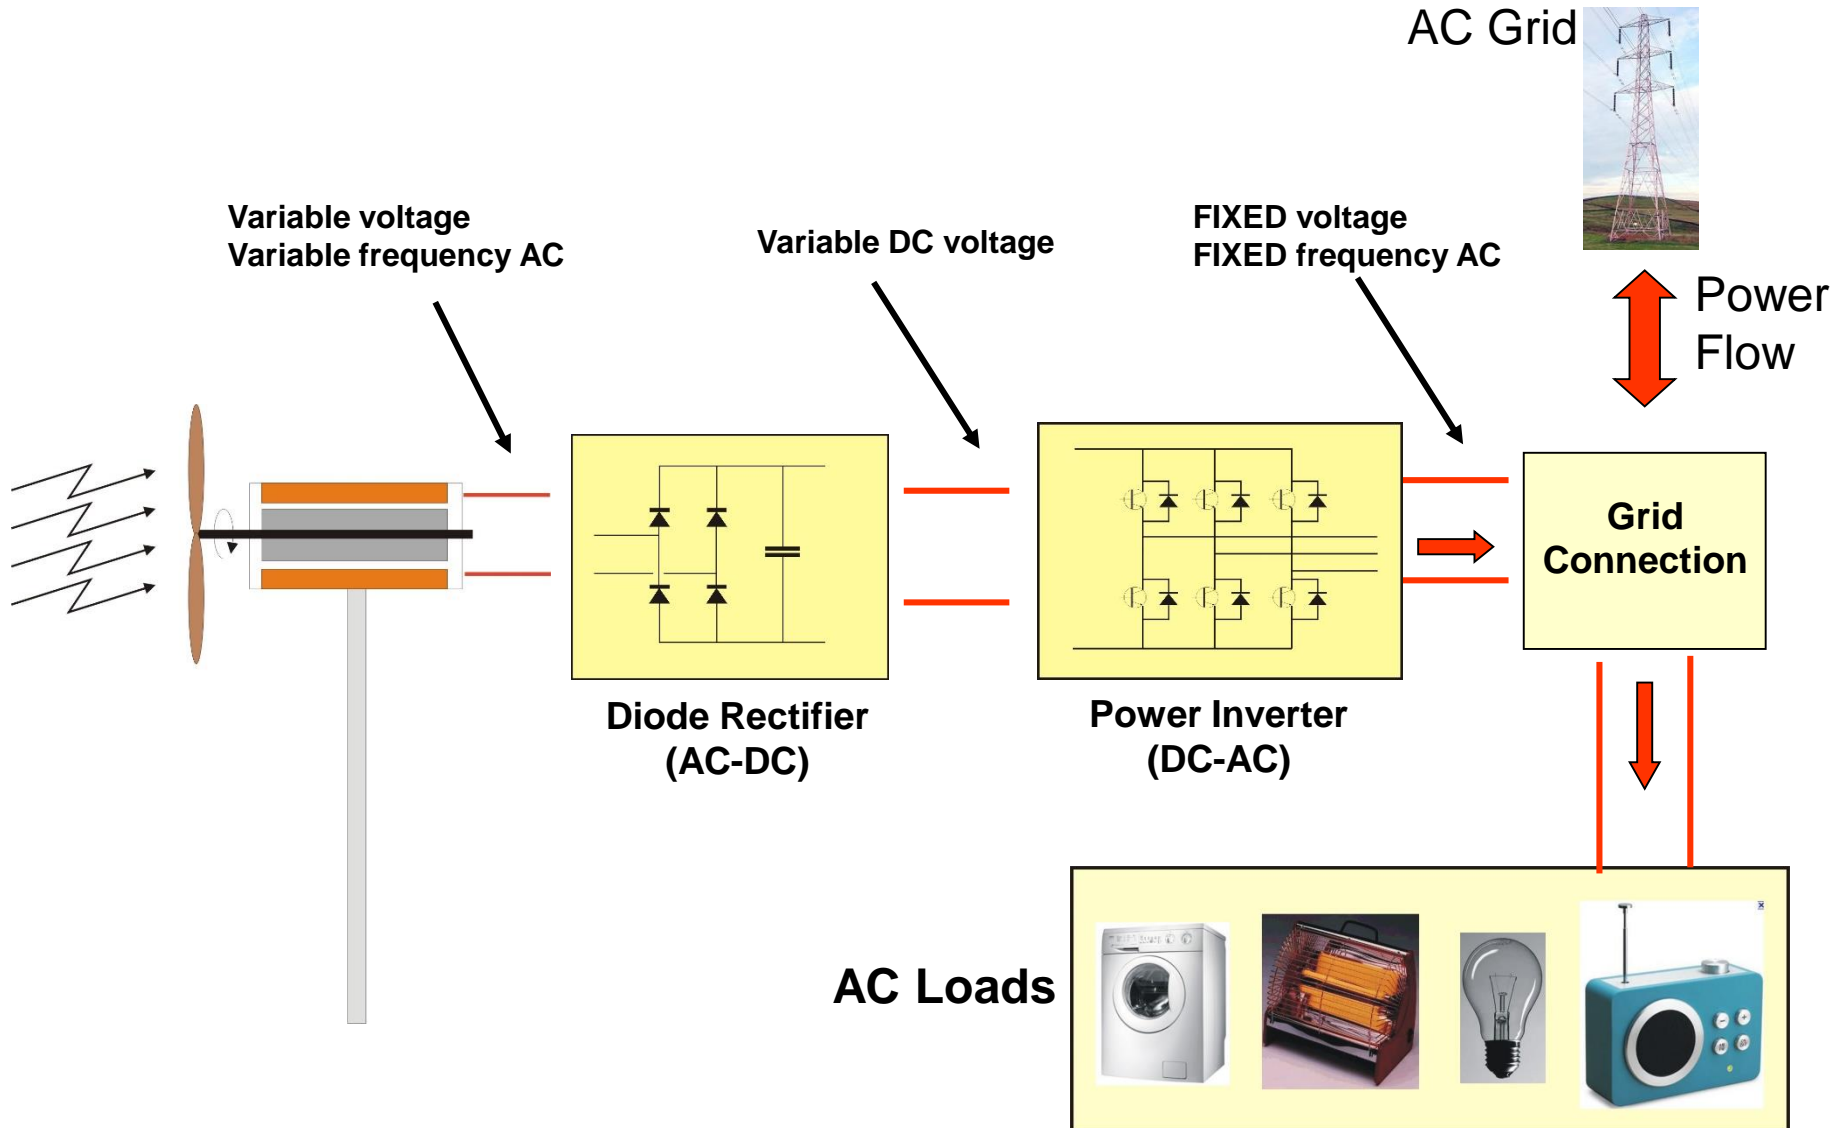 AC Grid
Variable voltage
Variable frequency AC
Variable DC voltage
FIXED voltage
FIXED frequency AC
Power
Flow
Grid
Connection
Diode Rectifier
(AC-DC)
Power Inverter
(DC-AC)
AC Loads